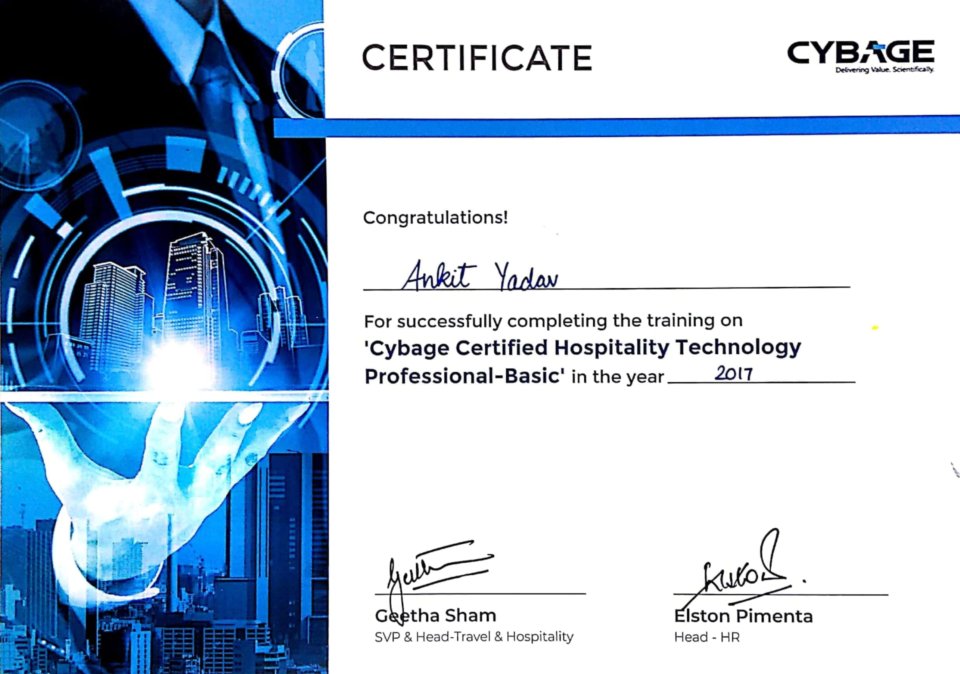 CERTIFICATE
CYBAGE
Delivering Value. Scientifically.
Congratulations!
Ankit Yadav
For successfully completing the training on
'Cybage Certified Hospitality Technology
Professional-Basic' in the year 2017
Geetha Sham
SVP & Head-Travel & Hospitality
Elston Pimenta
Head - HR